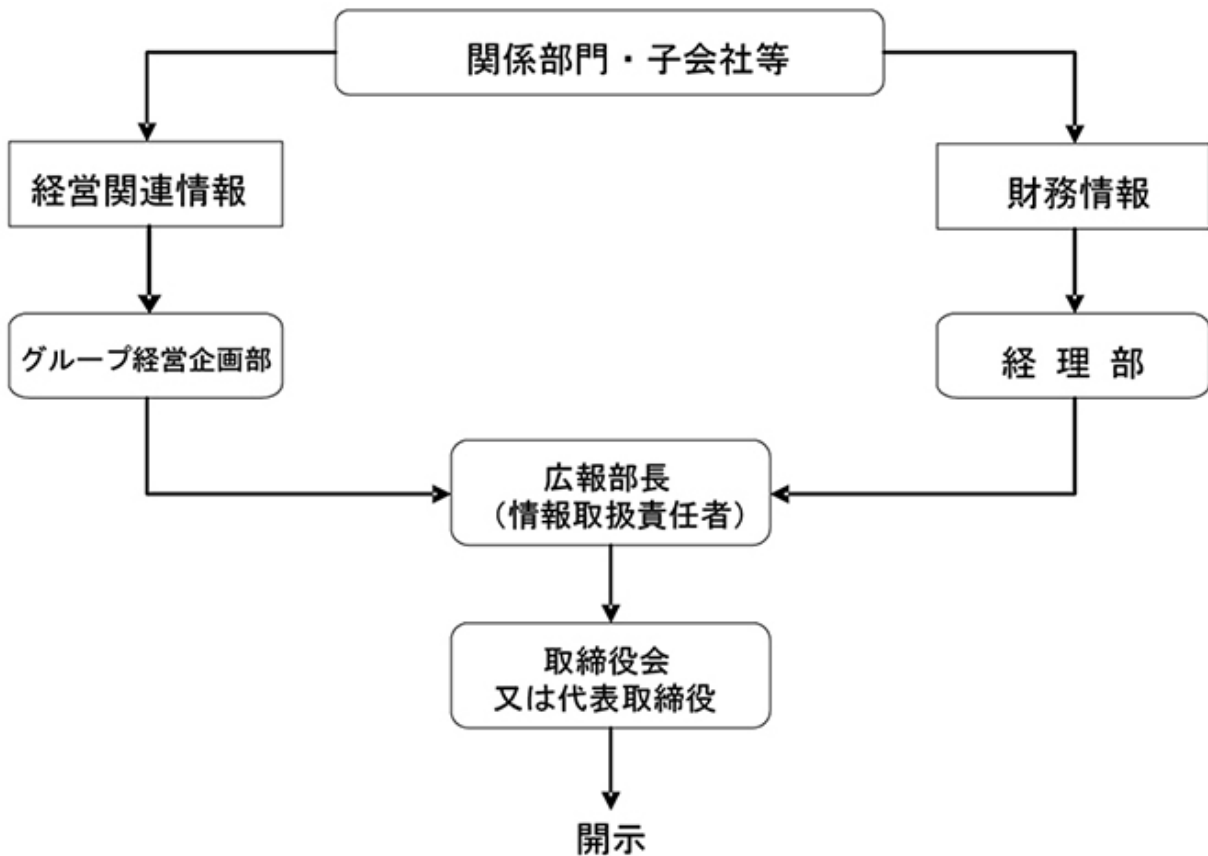 関係部門・子会社等
経営関連情報
財務情報
グループ経営企画部
経 理 部
広報部長
（情報取扱責任者）
取締役会
又は代表取締役
開示